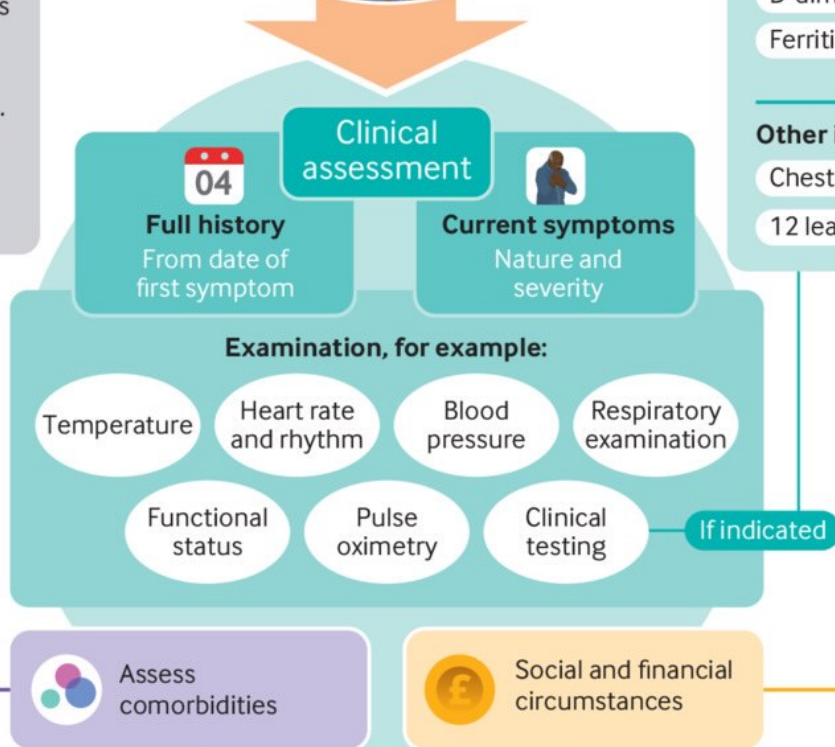 s
.
Ferriti
Other
Chest
12 lea
Clinical
assessment
04
Full history
From date of
first symptom
Current symptoms
Nature and
severity
Examination, for example:
Temperature
Heart rate
and rhythm
Blood
pressure
Respiratory
examination
Functional
status
Pulse
oximetry
Clinical
testing
If indicated
Assess
comorbidities
£
Social and financial
circumstances